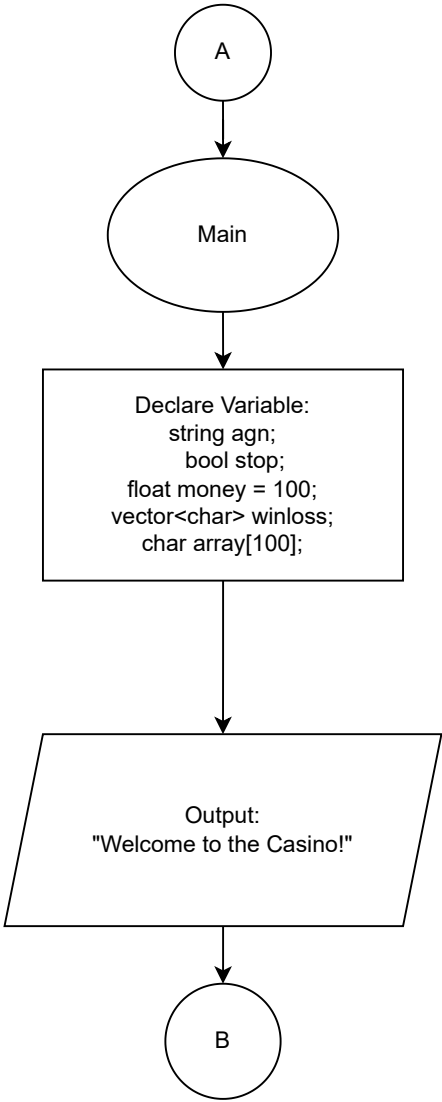 A
Main
Declare Variable:
string agn;
bool stop;
float money = 100;
vector<char> winloss;
char array[100];
Output:
"Welcome to the Casino!"
B